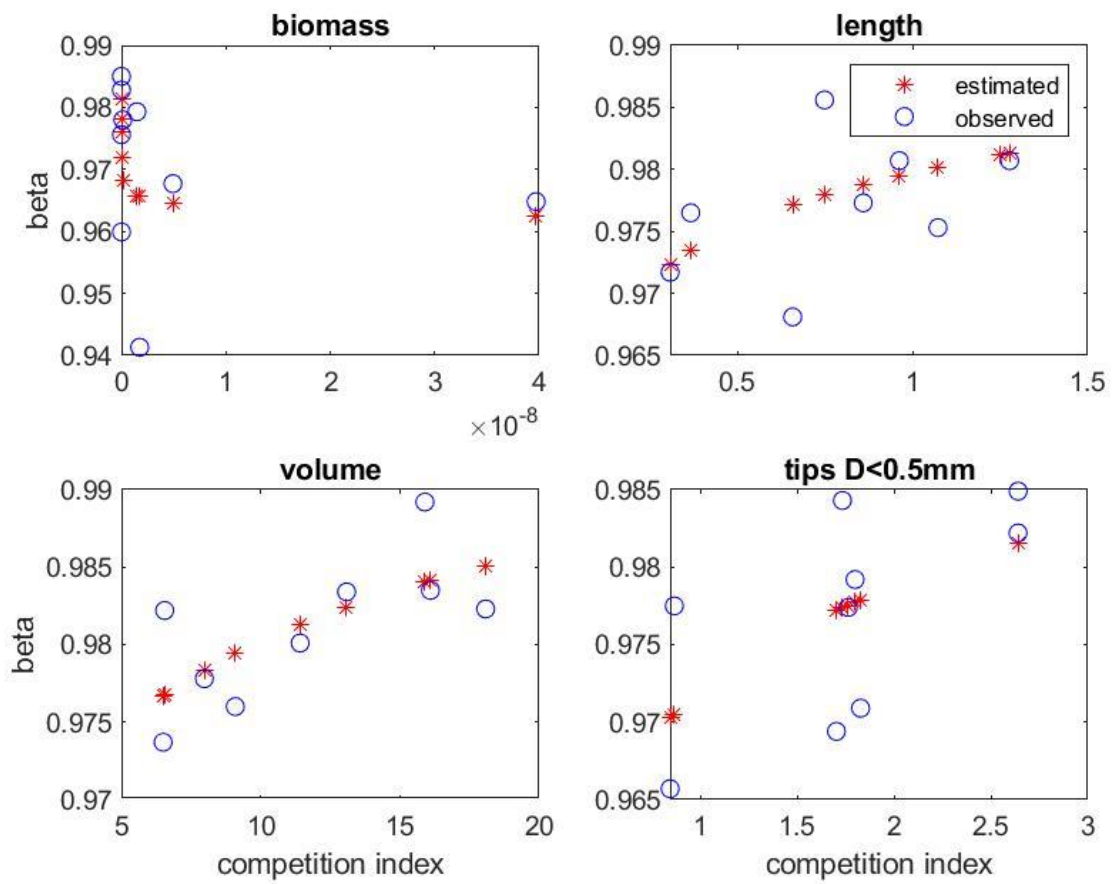 biomass
0.99
0.98
0.97
0.96
0.95
0.94
beta
0 1 2 3 4
×10-8
length
0.99
0.985
0.98
0.975
0.97
0.965
estimated
observed
0.5 1 1.5
volume
0.99
0.985
0.98
0.975
0.97
beta
5 10 15 20
competition index
tips D<0.5mm
0.985
0.98
0.975
0.97
0.965
1 1.5 2 2.5 3
competition index